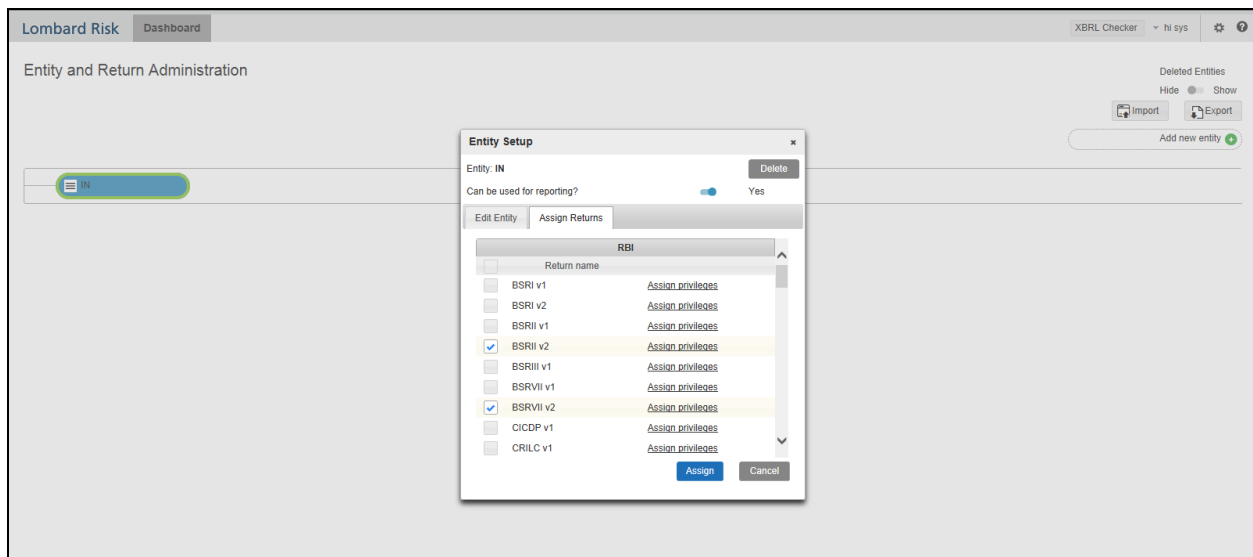 Lombard Risk Dashboard XBRL Checker hi sys
Entity and Return Administration
Deleted Entities
Hide Show
Import Export
Add new entity
IN
Entity Setup
Entity: IN Delete
Can be used for reporting? Yes
Edit Entity Assign Returns
RBI
Return name
BSRI v1 Assign privileges
BSRI v2 Assign privileges
BSRII v1 Assign privileges
BSRII v2 Assign privileges
BSRIII v1 Assign privileges
BSRVII v1 Assign privileges
BSRVII v2 Assign privileges
CICDP v1 Assign privileges
CRILC v1 Assign privileges
Assign Cancel